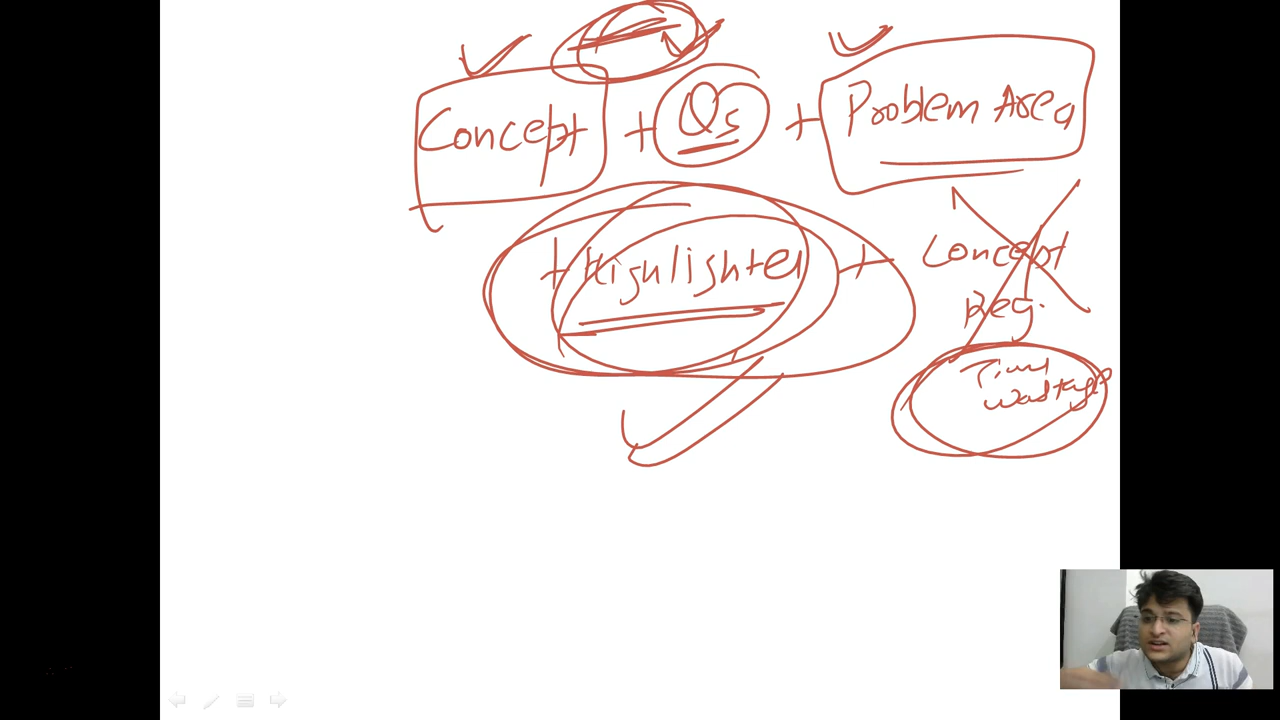 Concept + Qs + Problem Area
+ Highlighter + Concept
Reg.
Time
wastage